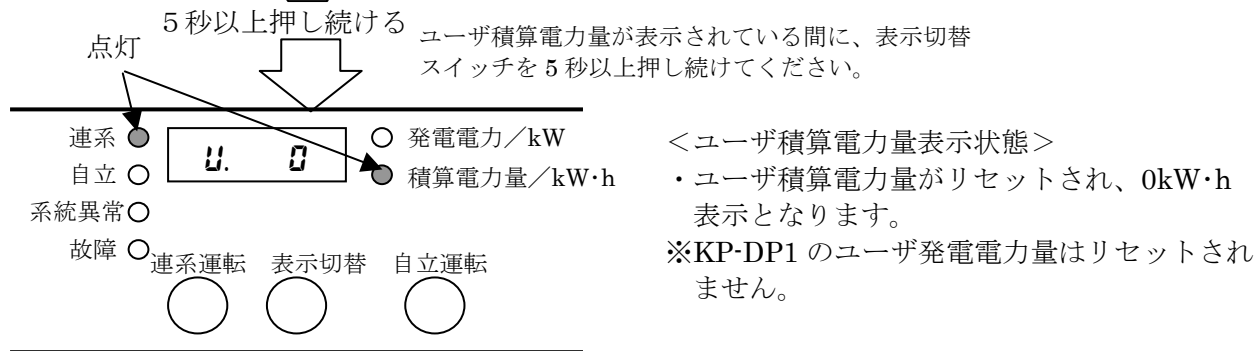 ５秒以上押し続ける
ユーザ積算電力量が表示されている間に、表示切替
スイッチを 5 秒以上押し続けてください。
点灯
連系
自立
系統異常
故障
U. 0
発電電力／kW
積算電力量／kW･h
連系運転 表示切替 自立運転
＜ユーザ積算電力量表示状態＞
・ユーザ積算電力量がリセットされ、0kW･h
表示となります。
※KP-DP1 のユーザ発電電力量はリセットされ
ません。